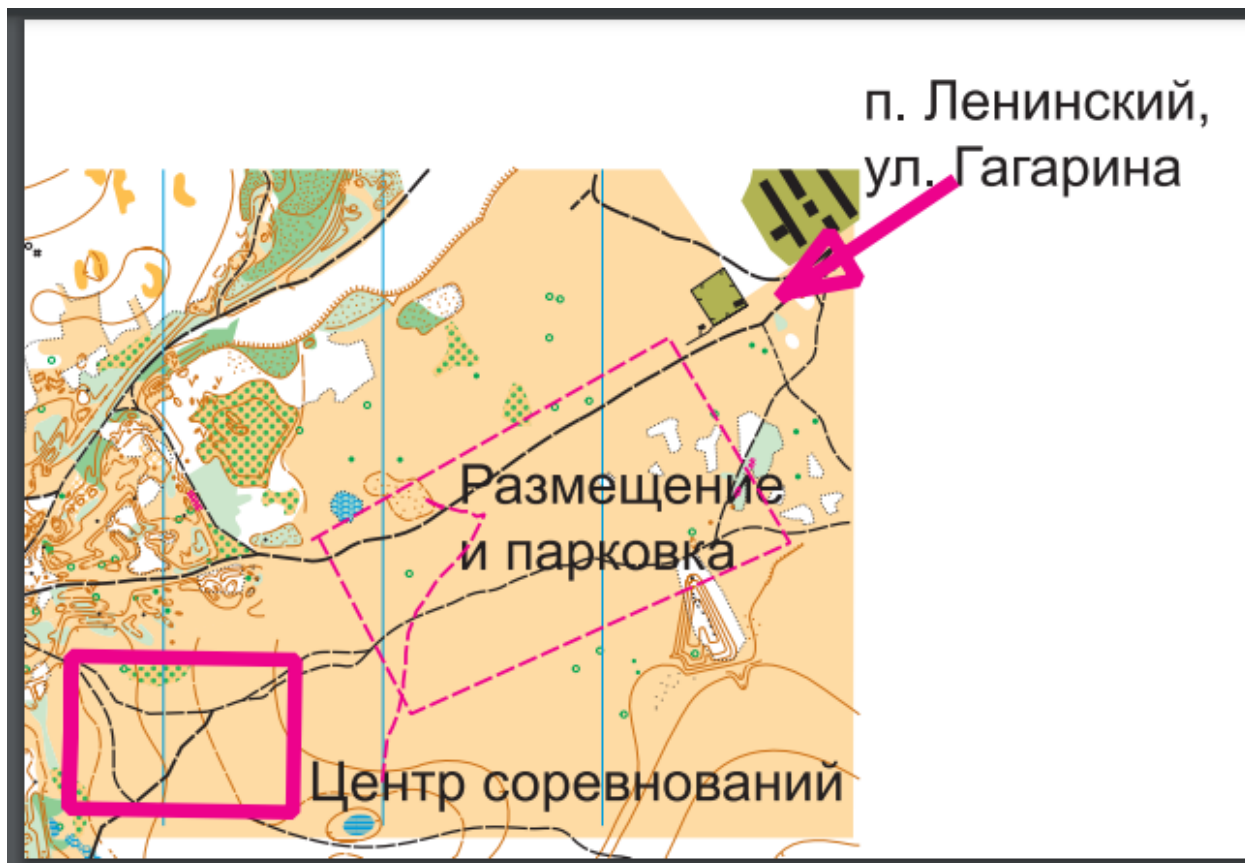 п. Ленинский,
ул. Гагарина
Размещение
и парковка
Центр соревнований